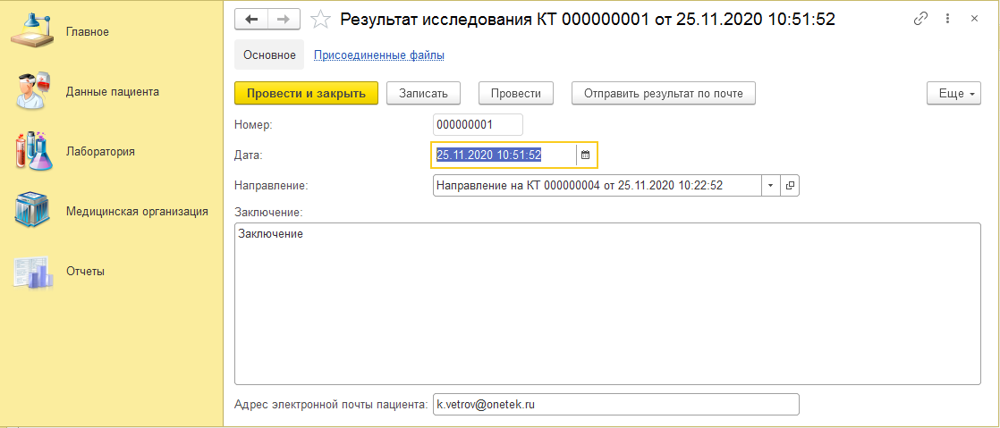 Главное
Данные пациента
Лаборатория
Медицинская организация
Отчеты
Результат исследования КТ 000000001 от 25.11.2020 10:51:52
Основное Присоединенные файлы
Провести и закрыть Записать Провести Отправить результат по почте Еще
Номер: 000000001
Дата: 25.11.2020 10:51:52
Направление: Направление на КТ 000000004 от 25.11.2020 10:22:52
Заключение:
Заключение
Адрес электронной почты пациента: k.vetrov@onetek.ru